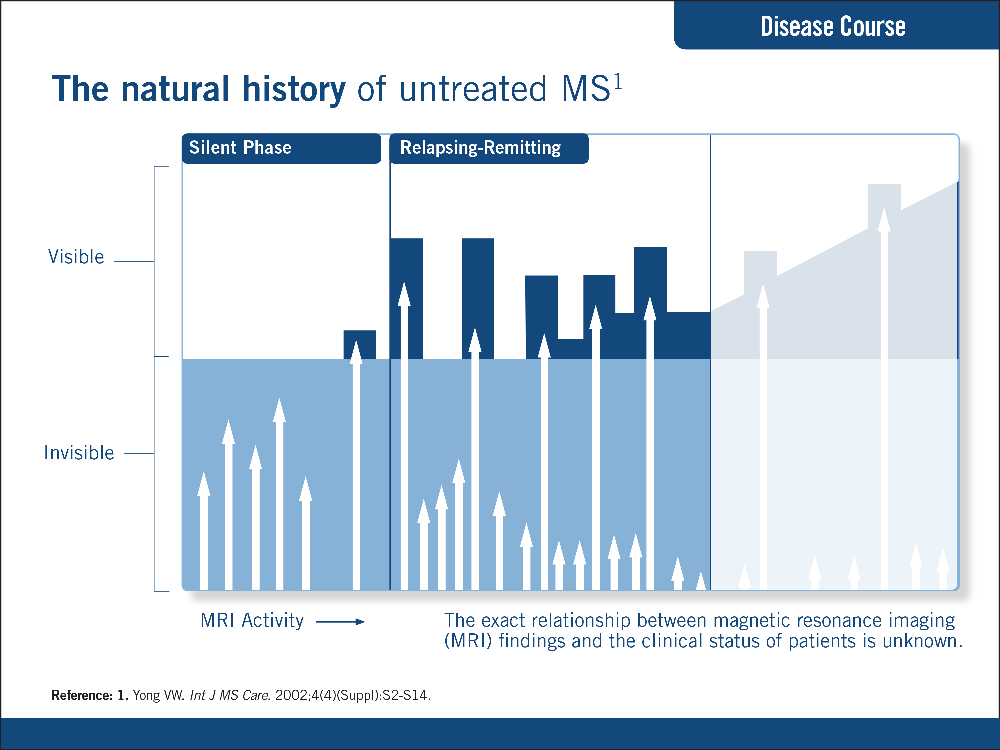 Disease Course
The natural history of untreated MS1
Silent Phase
Relapsing-Remitting
Visible
Invisible
MRI Activity
The exact relationship between magnetic resonance imaging
(MRI) findings and the clinical status of patients is unknown.
Reference: 1. Yong VW. Int J MS Care. 2002;4(4)(Suppl):S2-S14.